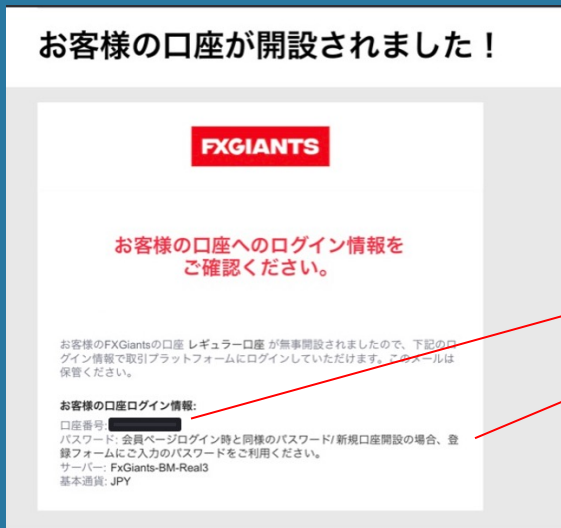 お客様の口座が開設されました！
FXGIANTS
お客様の口座へのログイン情報を
ご確認ください。
お客様のFXGiantsの口座 レギュラー口座 が無事開設されましたので、下記のロ
グイン情報で取引プラットフォームにログインしていただけます。このメールは
保管ください。
お客様の口座ログイン情報:
口座番号:
パスワード: 会員ページログイン時と同様のパスワード/ 新規口座開設の場合、登
録フォームにご入力のパスワードをご利用ください。
サーバー: FxGiants-BM-Real3
基本通貨: JPY